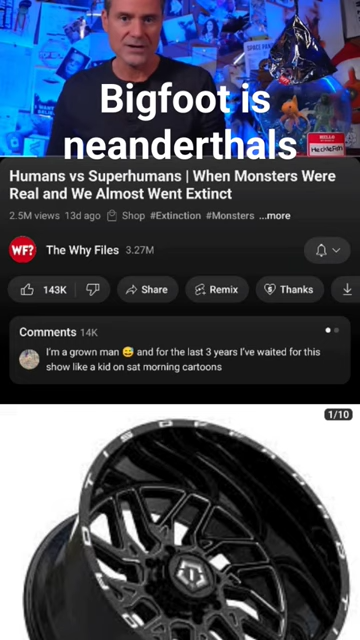 SPACE
Bigfoot is
neanderthals
HELLO
Humans vs Superhumans | When Monsters Were
Real and We Almost Went Extinct
2.5M views 13d ago Shop #Extinction #Monsters ...more
WF? The Why Files 3.27M
143K Share Remix Thanks
Comments 14K
I'm a grown man 😅 and for the last 3 years I've waited for this
show like a kid on sat morning cartoons
1/10